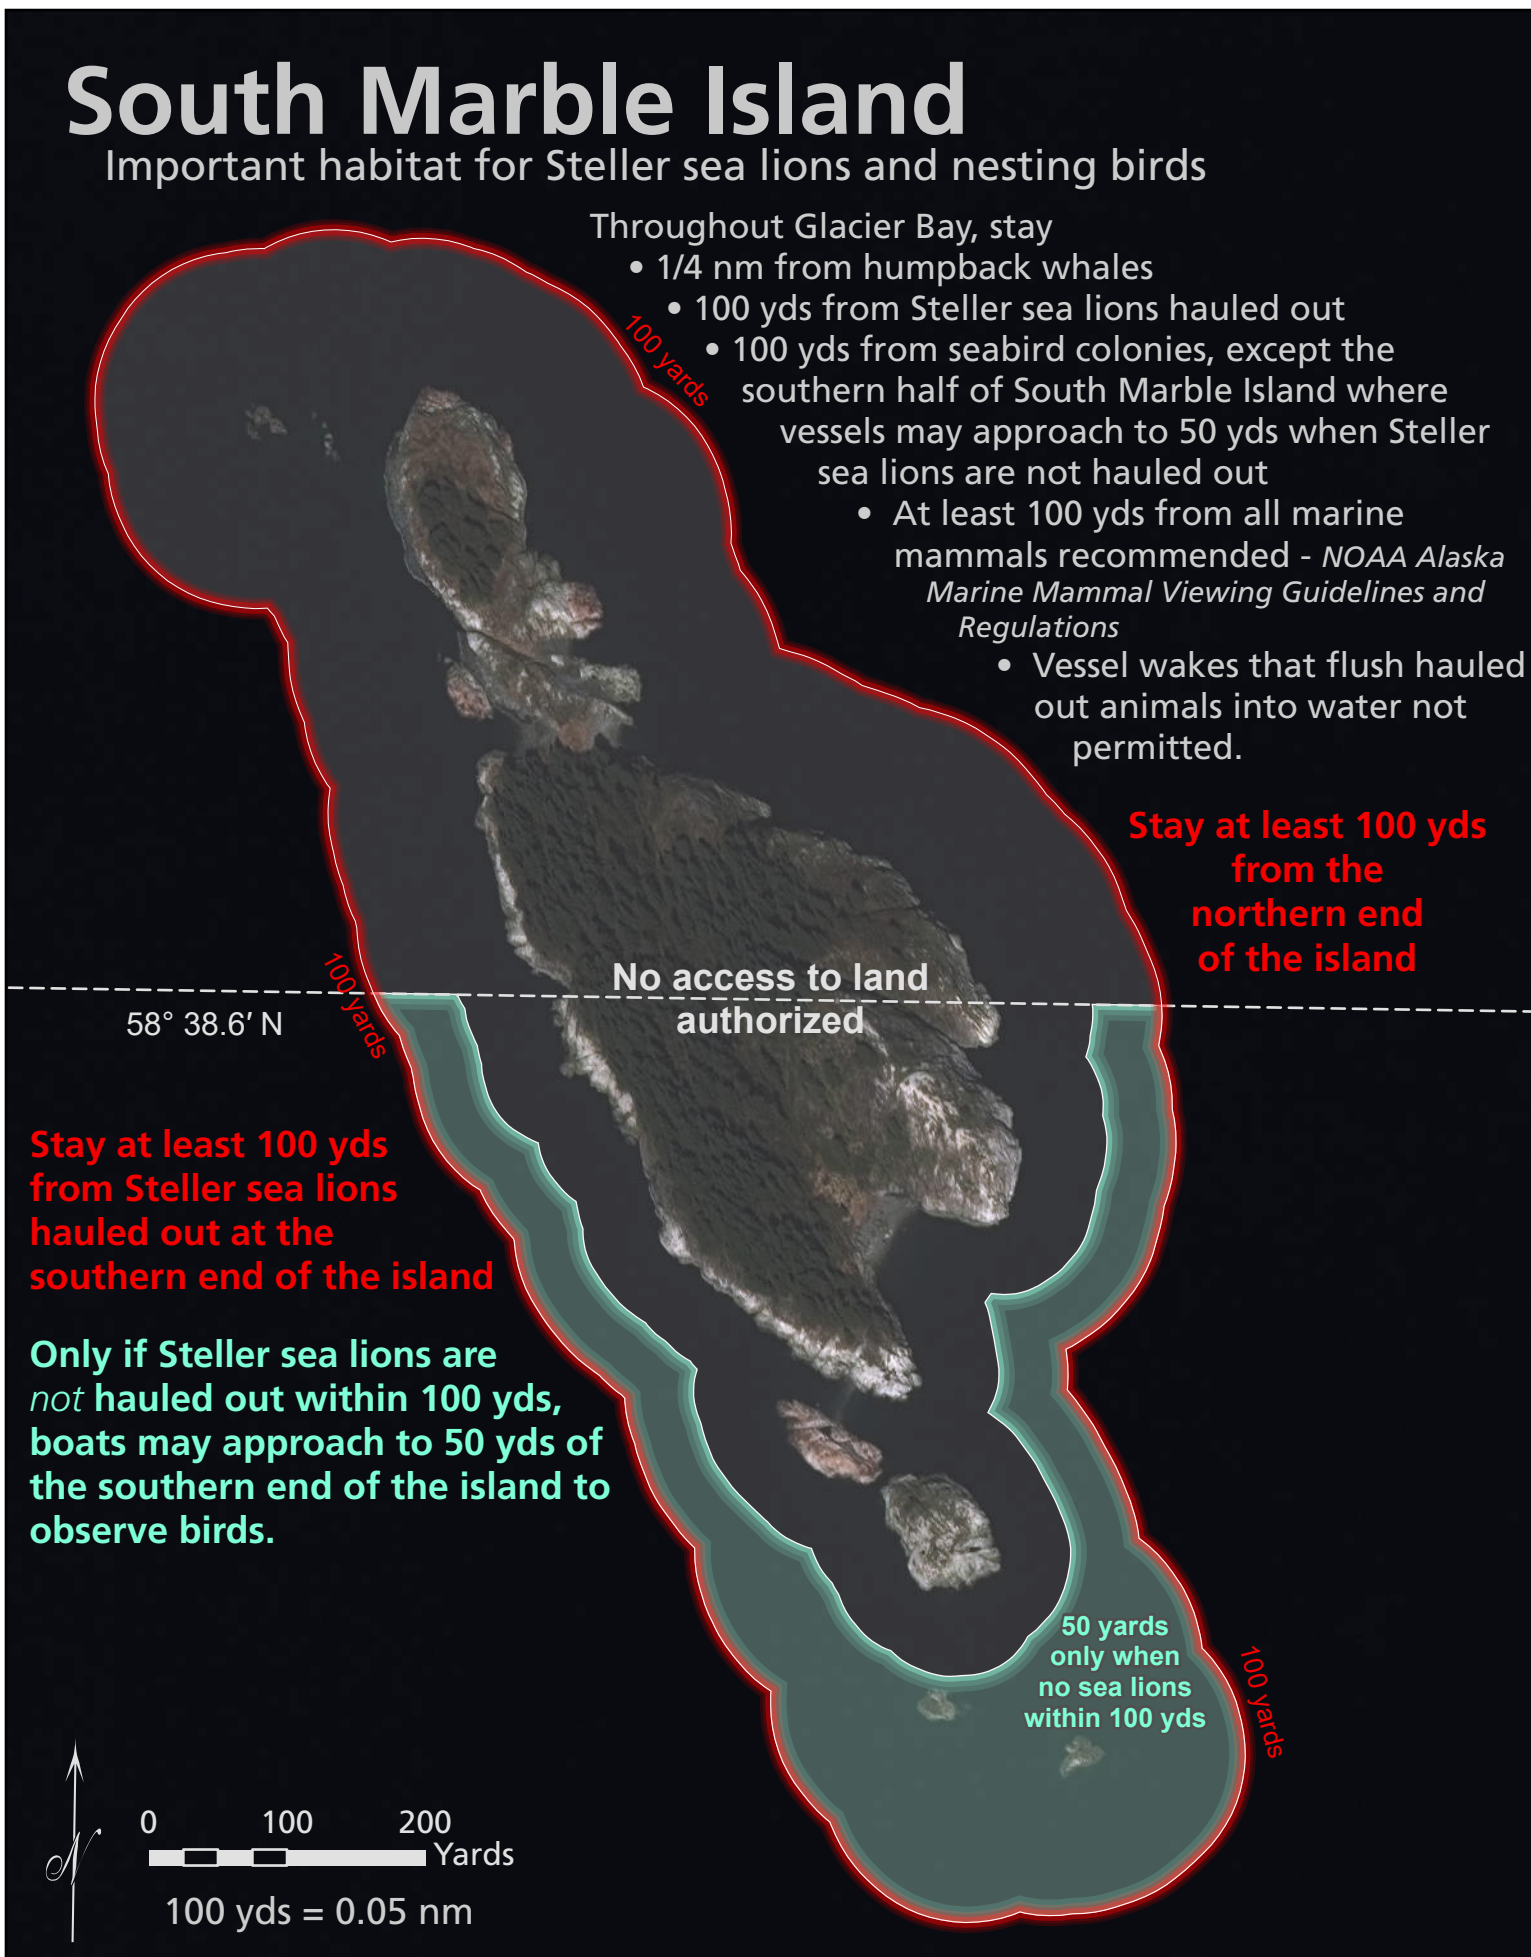 South Marble Island
Important habitat for Steller sea lions and nesting birds
Throughout Glacier Bay, stay
• 1/4 nm from humpback whales
• 100 yds from Steller sea lions hauled out
• 100 yds from seabird colonies, except the
southern half of South Marble Island where
vessels may approach to 50 yds when Steller
sea lions are not hauled out
• At least 100 yds from all marine
mammals recommended - NOAA Alaska
Marine Mammal Viewing Guidelines and
Regulations
• Vessel wakes that flush hauled
out animals into water not
permitted.
100 yards
Stay at least 100 yds
from the
northern end
of the island
No access to land
authorized
100 yards
58° 38.6′ N
Stay at least 100 yds
from Steller sea lions
hauled out at the
southern end of the island
Only if Steller sea lions are
not hauled out within 100 yds,
boats may approach to 50 yds of
the southern end of the island to
observe birds.
50 yards
only when
no sea lions
within 100 yds
100 yards
N
0 100 200
Yards
100 yds = 0.05 nm